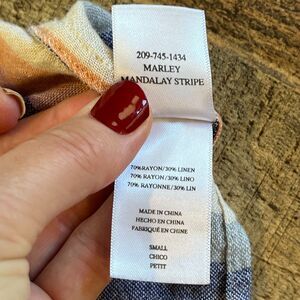 209-745-1434
MARLEY
MANDALAY STRIPE
70%RAYON/30% LINEN
70% RAYON/30% LINO
70% RAYONNE/30% LIN
MADE IN CHINA
HECHO EN CHINA
FABRIQUÉ EN CHINE
SMALL
CHICO
PETIT